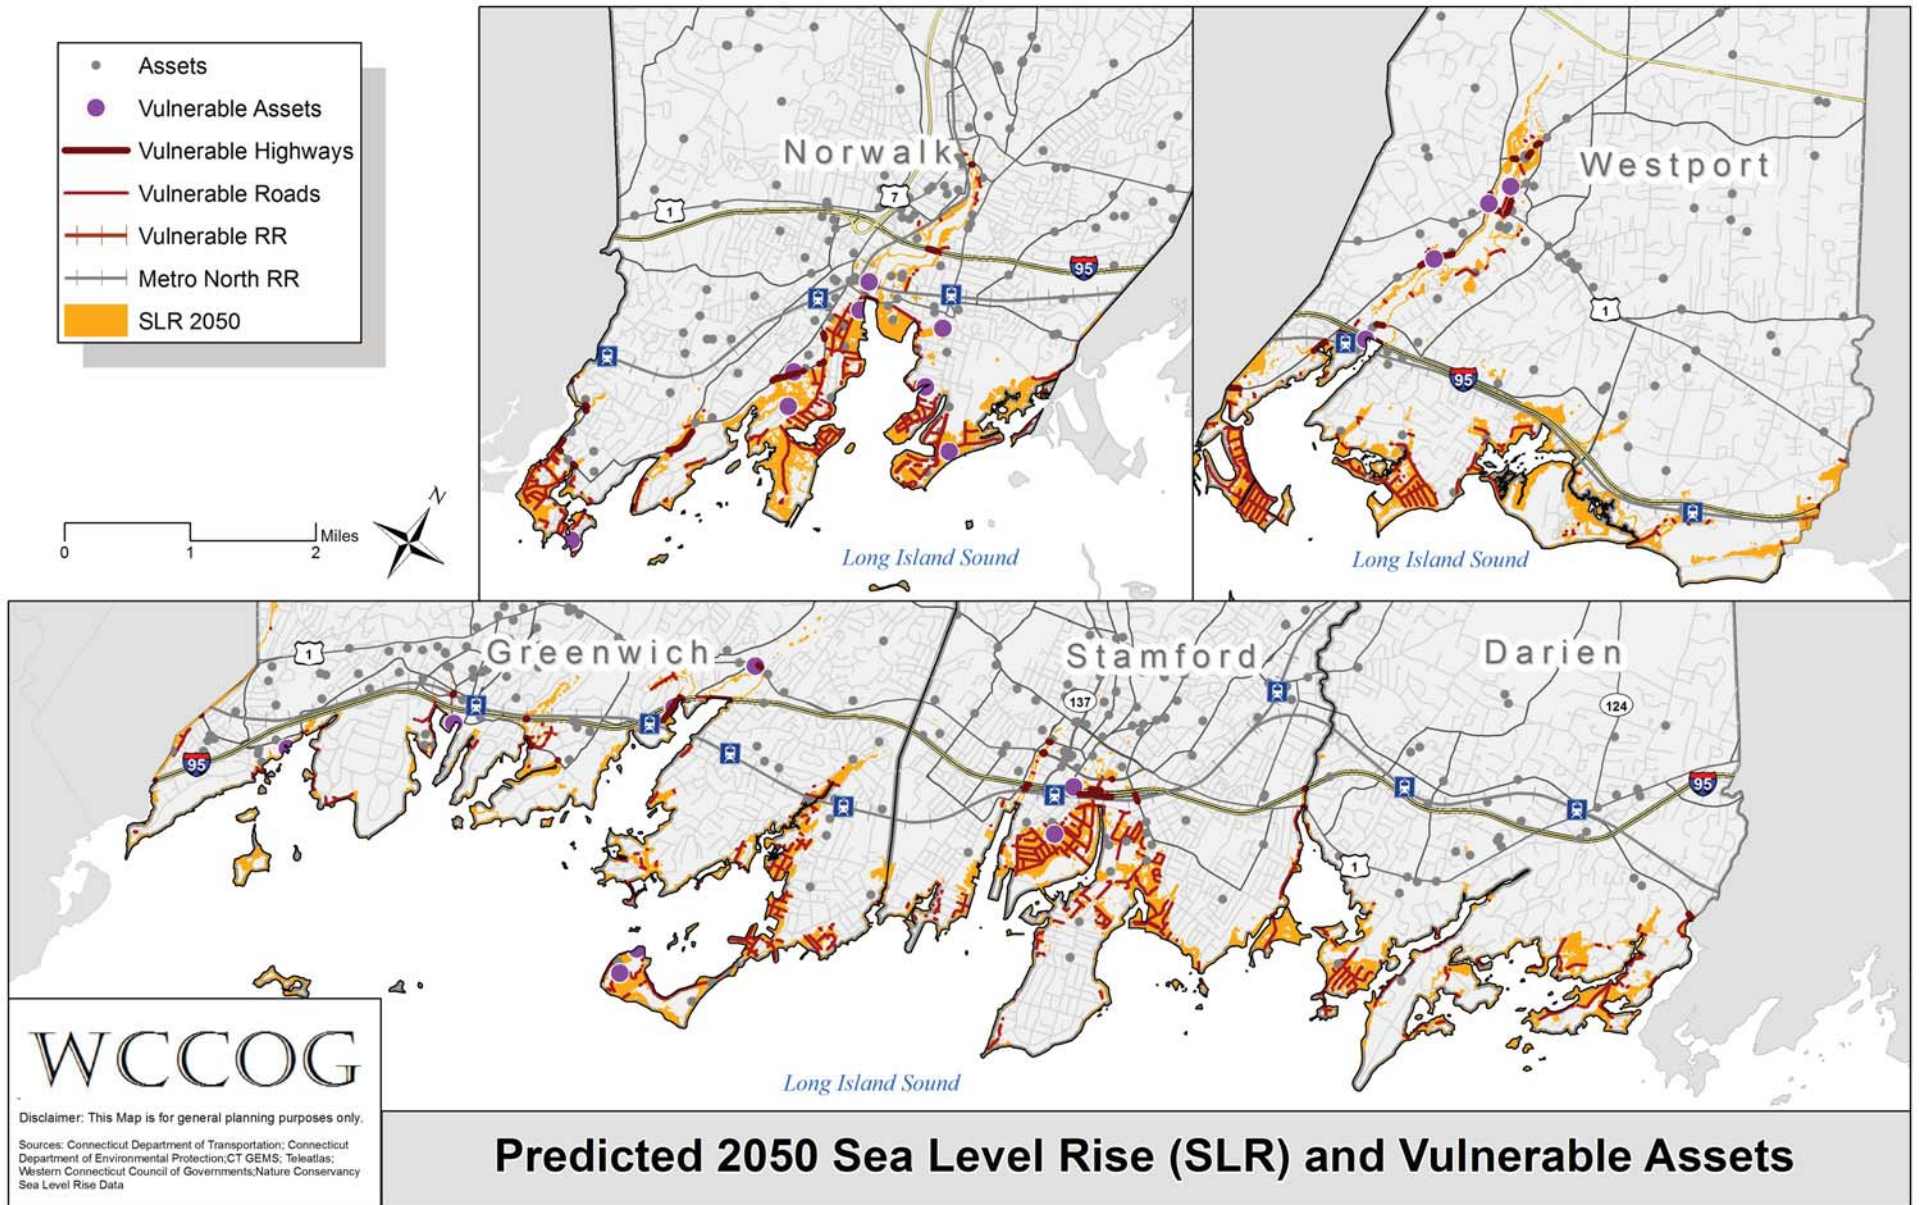 Assets
Vulnerable Assets
Vulnerable Highways
Vulnerable Roads
Vulnerable RR
Metro North RR
SLR 2050
N
Miles
0 1 2
Norwalk
1
7
95
Long Island Sound
Westport
1
95
Long Island Sound
Greenwich
Stamford
Darien
1
137
124
95
95
1
Long Island Sound
WCCOG
Disclaimer: This Map is for general planning purposes only.
Sources: Connecticut Department of Transportation; Connecticut
Department of Environmental Protection;CT GEMS; Teleatlas;
Western Connecticut Council of Governments;Nature Conservancy
Sea Level Rise Data
Predicted 2050 Sea Level Rise (SLR) and Vulnerable Assets